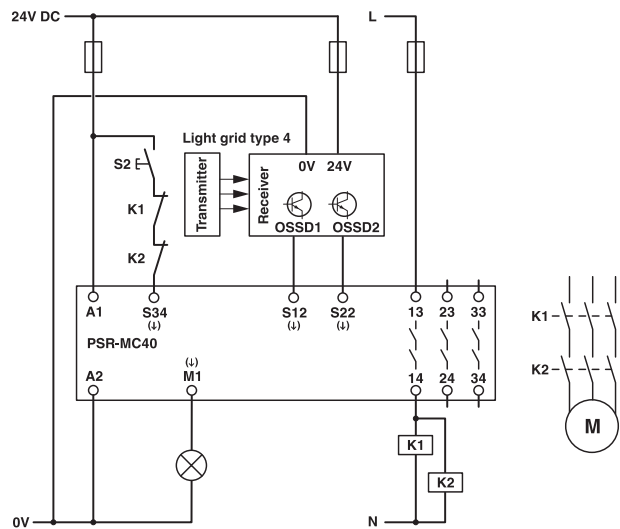 24V DC
L
Light grid type 4
0V 24V
Transmitter
Receiver
S2
K1
K2
OSSD1 OSSD2
A1 S34 S12 S22 13 23 33
(↓) (↓) (↓)
PSR-MC40
(↓)
A2 M1 14 24 34
K1
K2
K1
K2
M
0V
N